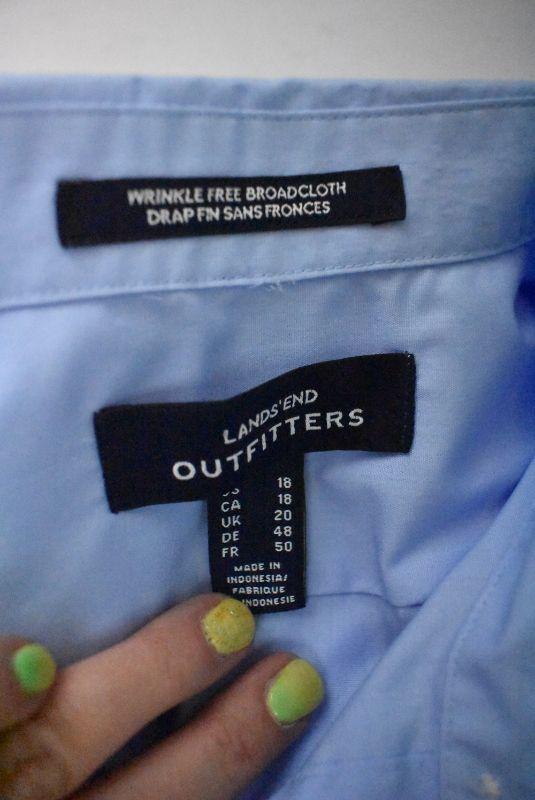 WRINKLE FREE BROADCLOTH
DRAP FIN SANS FRONCES
LANDS' END
OUTFITTERS
US 18
CA 18
UK 20
DE 48
FR 50
MADE IN
INDONESIA/
FABRIQUE
INDONESIE